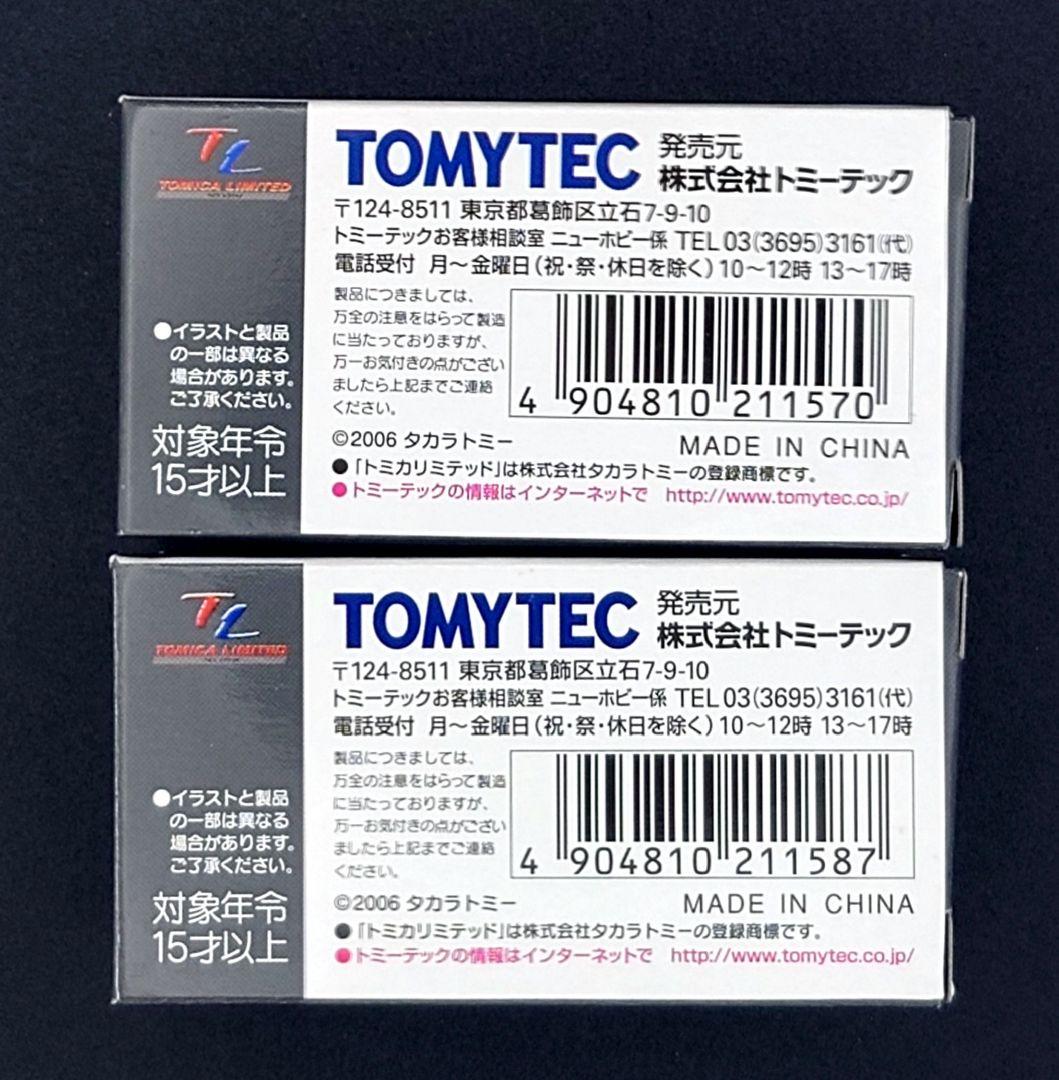 TL
TOMICA LIMITED
●イラストと製品
の一部は異なる
場合があります。
ご了承ください。
対象年令
15才以上
TOMYTEC 発売元
株式会社トミーテック
〒124-8511 東京都葛飾区立石7-9-10
トミーテックお客様相談室 ニューホビー係 TEL 03(3695)3161(代)
電話受付 月〜金曜日(祝・祭・休日を除く)10〜12時 13〜17時
製品につきましては、
万全の注意をはらって製造
に当たっておりますが、
万一お気付きの点がござい
ましたら上記までご連絡
ください。
4 904810 211570
©2006 タカラトミー
MADE IN CHINA
●「トミカリミテッド」は株式会社タカラトミーの登録商標です。
●トミーテックの情報はインターネットで http://www.tomytec.co.jp/
TL
TOMICA LIMITED
●イラストと製品
の一部は異なる
場合があります。
ご了承ください。
対象年令
15才以上
TOMYTEC 発売元
株式会社トミーテック
〒124-8511 東京都葛飾区立石7-9-10
トミーテックお客様相談室 ニューホビー係 TEL 03(3695)3161(代)
電話受付 月〜金曜日(祝・祭・休日を除く)10〜12時 13〜17時
製品につきましては、
万全の注意をはらって製造
に当たっておりますが、
万一お気付きの点がござい
ましたら上記までご連絡
ください。
4 904810 211587
©2006 タカラトミー
MADE IN CHINA
●「トミカリミテッド」は株式会社タカラトミーの登録商標です。
●トミーテックの情報はインターネットで http://www.tomytec.co.jp/